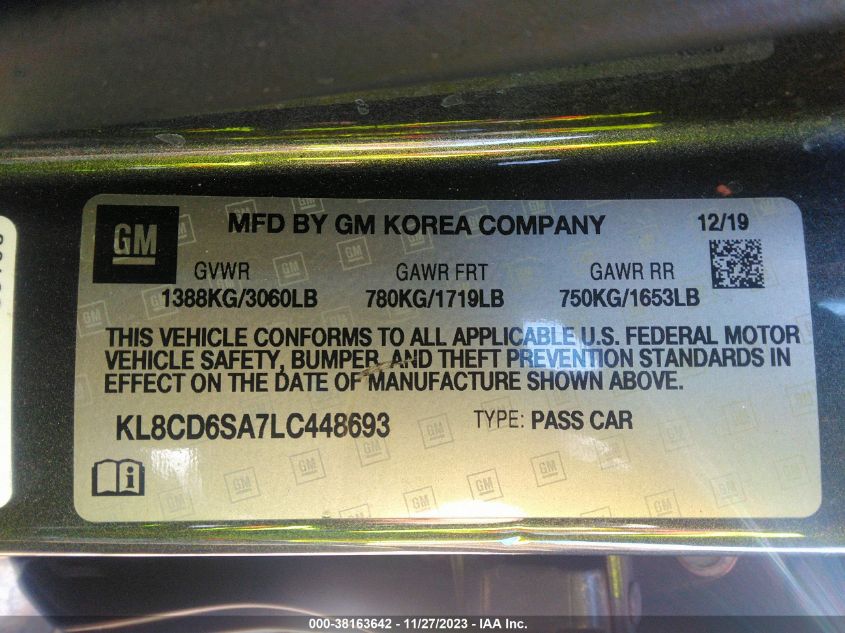 GM
MFD BY GM KOREA COMPANY
12/19
GVWR GAWR FRT GAWR RR
1388KG/3060LB 780KG/1719LB 750KG/1653LB
THIS VEHICLE CONFORMS TO ALL APPLICABLE U.S. FEDERAL MOTOR
VEHICLE SAFETY, BUMPER, AND THEFT PREVENTION STANDARDS IN
EFFECT ON THE DATE OF MANUFACTURE SHOWN ABOVE.
KL8CD6SA7LC448693 TYPE: PASS CAR
000-38163642 - 11/27/2023 - IAA Inc.